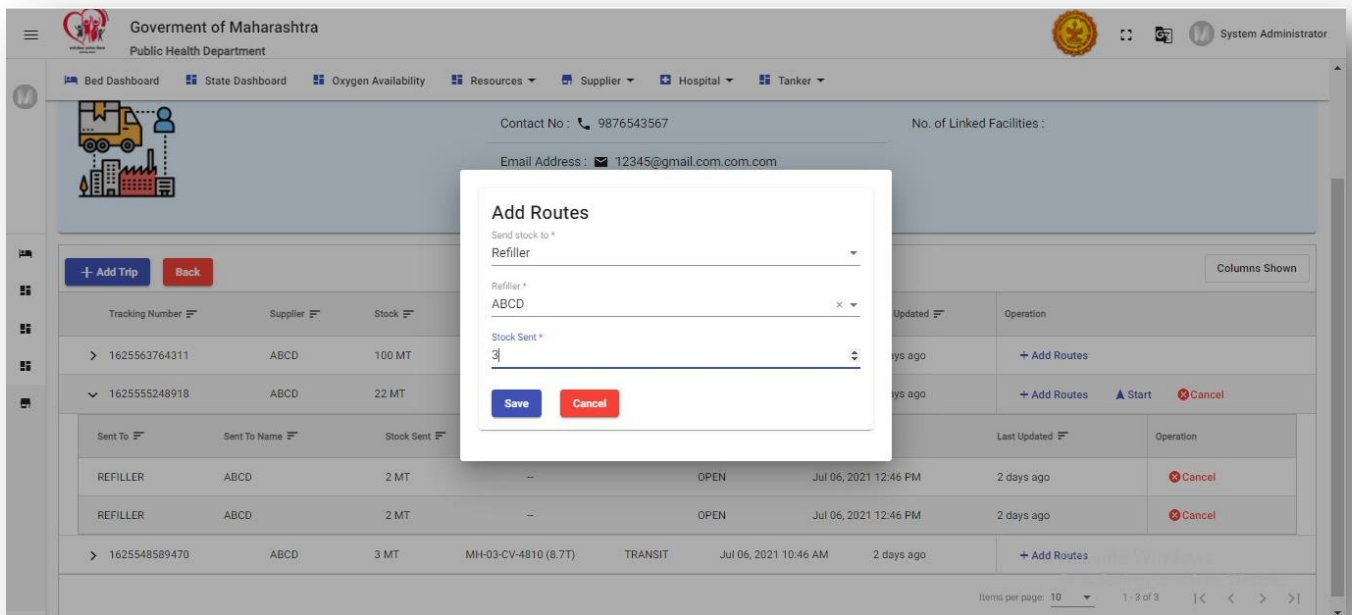 Goverment of Maharashtra
Public Health Department
System Administrator
Bed Dashboard State Dashboard Oxygen Availability Resources Supplier Hospital Tanker
Contact No : 9876543567 No. of Linked Facilities :
Email Address : 12345@gmail.com.com.com
Add Routes
Send stock to *
Refiller
Refiller *
ABCD
Stock Sent *
3
Save Cancel
+ Add Trip Back Columns Shown
Tracking Number Supplier Stock Updated Operation
1625563764311 ABCD 100 MT ays ago + Add Routes
1625555248918 ABCD 22 MT ays ago + Add Routes Start Cancel
Sent To Sent To Name Stock Sent Last Updated Operation
REFILLER ABCD 2 MT -- OPEN Jul 06, 2021 12:46 PM 2 days ago Cancel
REFILLER ABCD 2 MT -- OPEN Jul 06, 2021 12:46 PM 2 days ago Cancel
1625548589470 ABCD 3 MT MH-03-CV-4810 (8.7T) TRANSIT Jul 06, 2021 10:46 AM 2 days ago + Add Routes
Items per page: 10 1 - 3 of 3